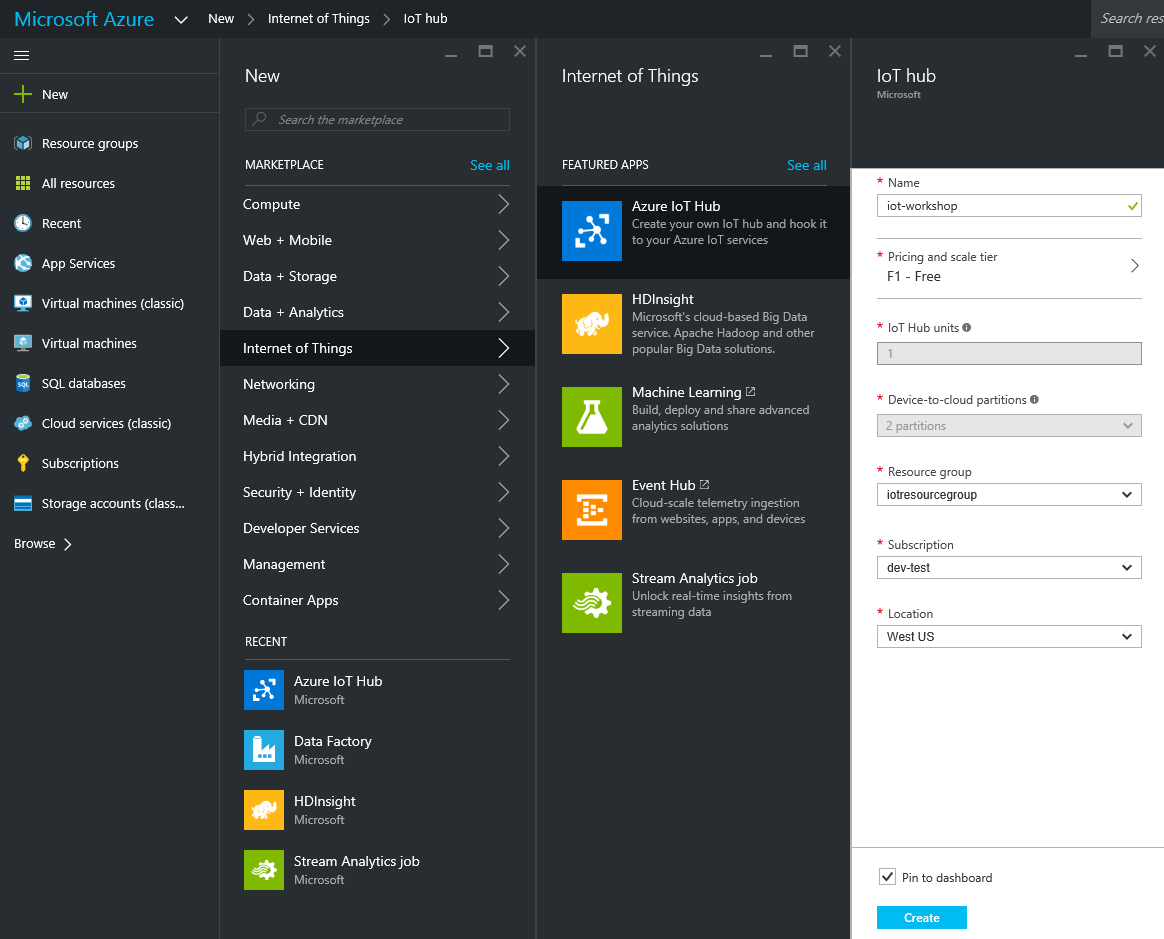 Microsoft Azure New Internet of Things IoT hub Search res
New
Resource groups
All resources
Recent
App Services
Virtual machines (classic)
Virtual machines
SQL databases
Cloud services (classic)
Subscriptions
Storage accounts (class...
Browse
New
Search the marketplace
MARKETPLACE See all
Compute
Web + Mobile
Data + Storage
Data + Analytics
Internet of Things
Networking
Media + CDN
Hybrid Integration
Security + Identity
Developer Services
Management
Container Apps
RECENT
Azure IoT Hub
Microsoft
Data Factory
Microsoft
HDInsight
Microsoft
Stream Analytics job
Microsoft
Internet of Things
FEATURED APPS See all
Azure IoT Hub
Create your own IoT hub and hook it
to your Azure IoT services
HDInsight
Microsoft's cloud-based Big Data
service. Apache Hadoop and other
popular Big Data solutions.
Machine Learning
Build, deploy and share advanced
analytics solutions
Event Hub
Cloud-scale telemetry ingestion
from websites, apps, and devices
Stream Analytics job
Unlock real-time insights from
streaming data
IoT hub
Microsoft
* Name
iot-workshop
* Pricing and scale tier
F1 - Free
* IoT Hub units
1
* Device-to-cloud partitions
2 partitions
* Resource group
iotresourcegroup
* Subscription
dev-test
* Location
West US
Pin to dashboard
Create